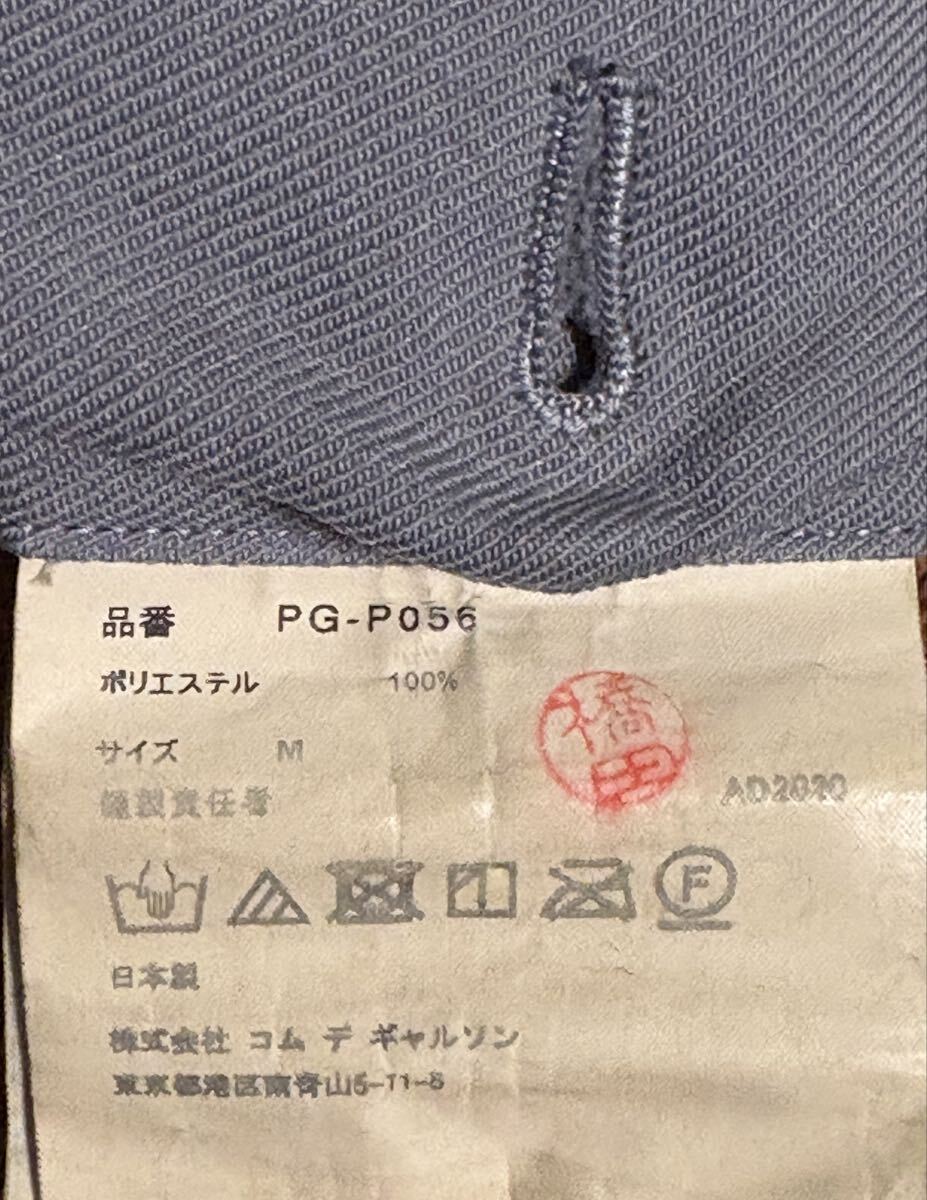 品番 PG-P056
ポリエステル 100%
サイズ M
縫製責任者
AD2020
F
日本製
株式会社 コム デ ギャルソン
東京都港区南青山5-11-8